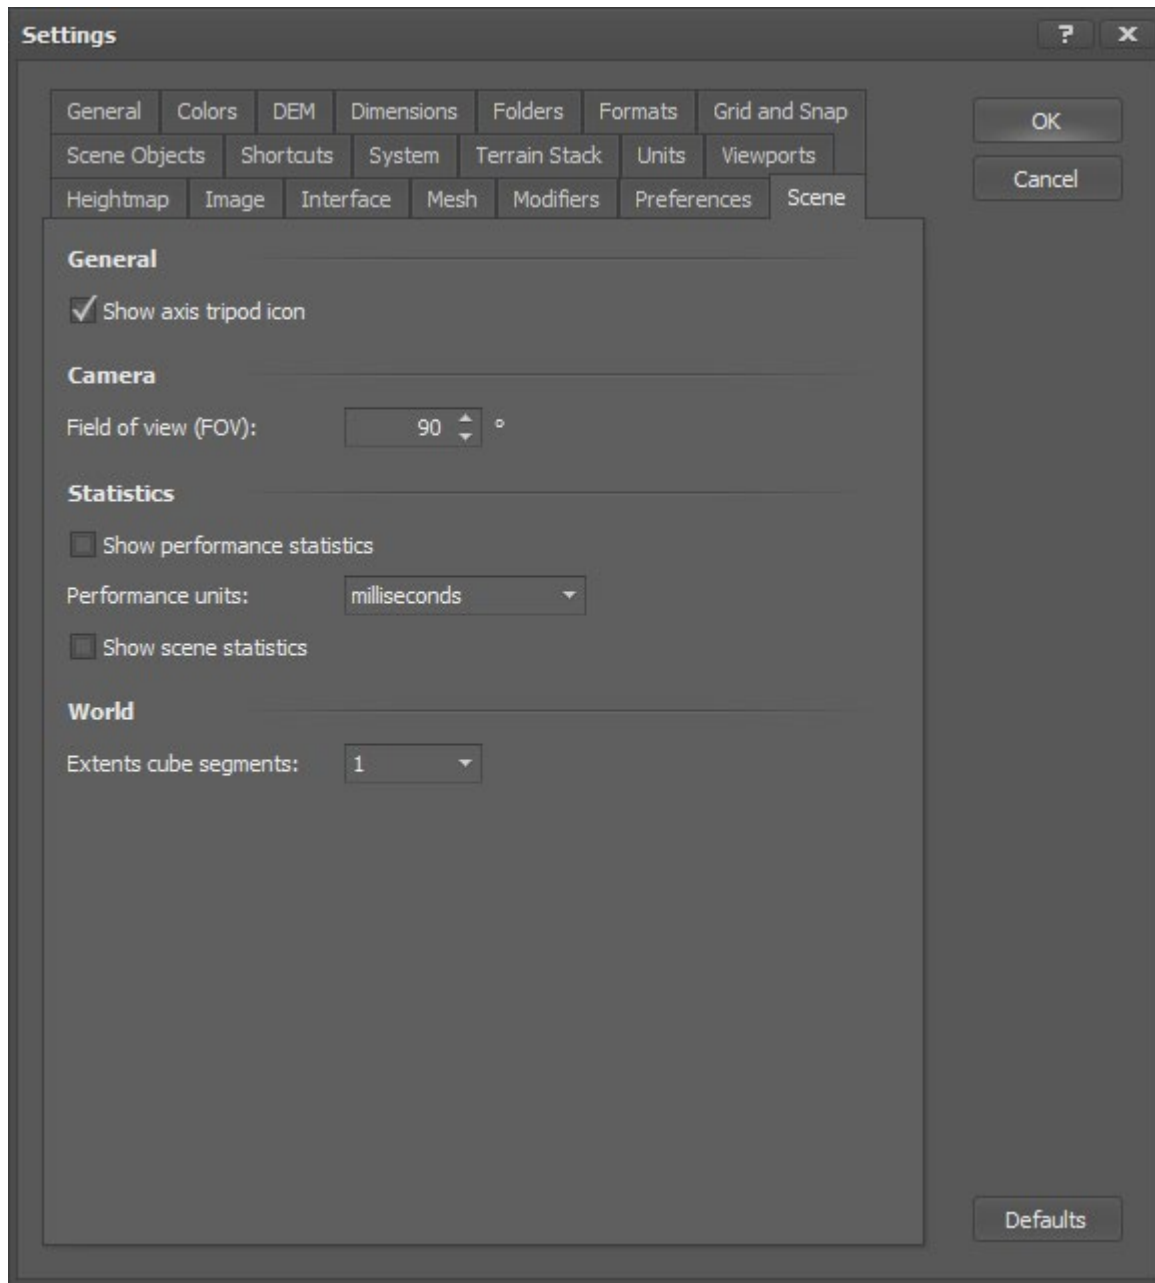 Settings
? x
General Colors DEM Dimensions Folders Formats Grid and Snap
Scene Objects Shortcuts System Terrain Stack Units Viewports
Heightmap Image Interface Mesh Modifiers Preferences Scene
OK
Cancel
General
Show axis tripod icon
Camera
Field of view (FOV): 90 °
Statistics
Show performance statistics
Performance units: milliseconds
Show scene statistics
World
Extents cube segments: 1
Defaults